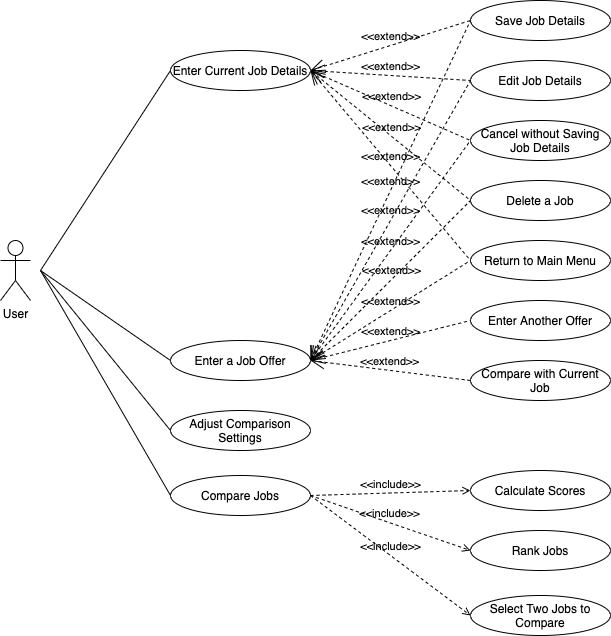 Save Job Details
<<extend>>
Enter Current Job Details
<<extend>>
Edit Job Details
<<extend>>
Cancel without Saving
Job Details
<<extend>>
<<extend>>
<<extend>>
Delete a Job
<<extend>>
<<extend>>
Return to Main Menu
<<extend>>
<<extend>>
User
Enter Another Offer
<<extend>>
Enter a Job Offer
<<extend>>
Compare with Current
Job
Adjust Comparison
Settings
<<include>>
Calculate Scores
Compare Jobs
<<include>>
<<include>>
Rank Jobs
Select Two Jobs to
Compare